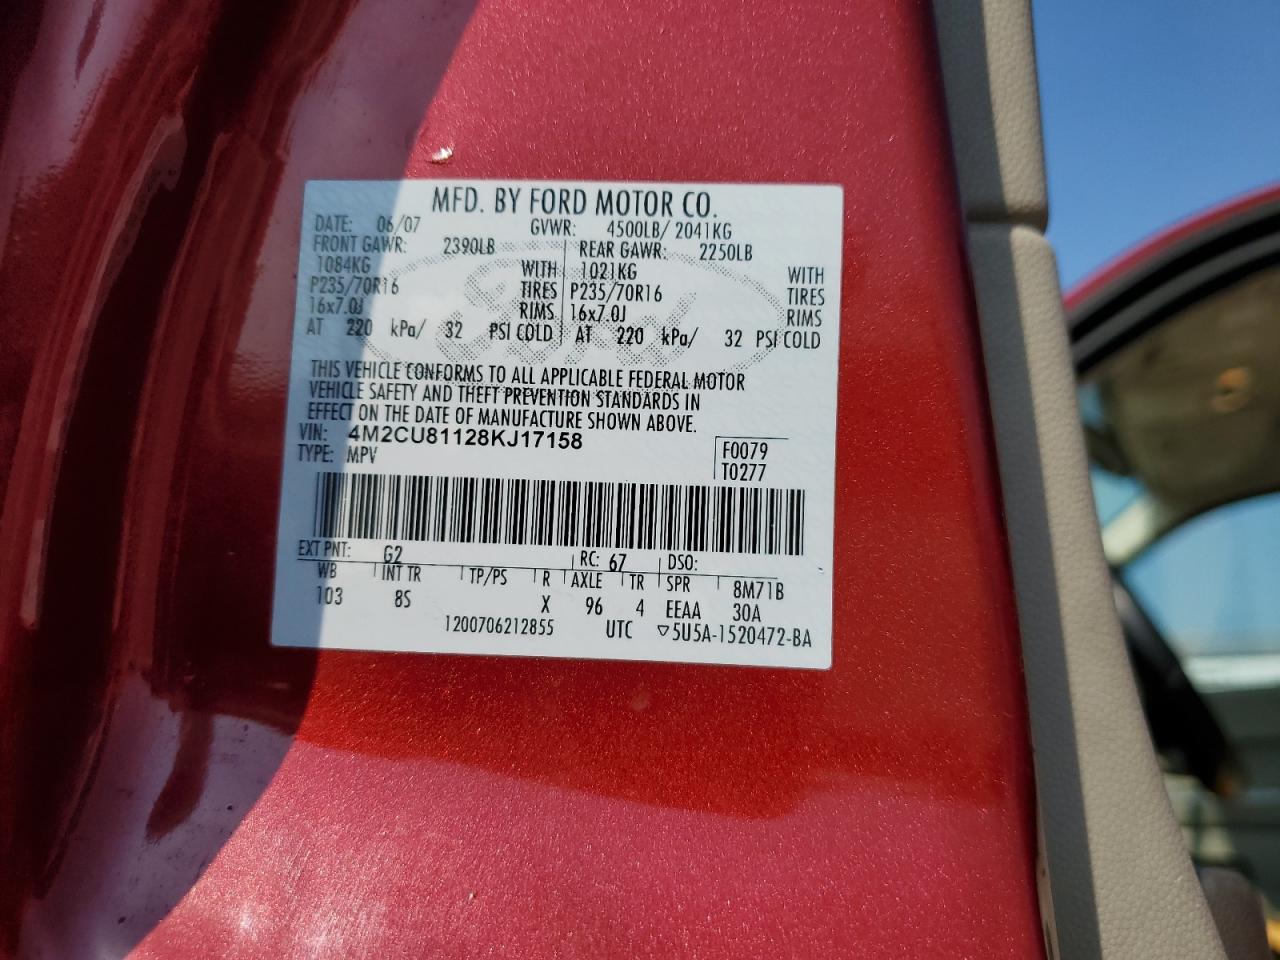 MFD. BY FORD MOTOR CO.
DATE: 06/07 GVWR: 4500LB/ 2041KG
FRONT GAWR: 2390LB REAR GAWR: 2250LB
1084KG WITH 1021KG WITH
P235/70R16 TIRES P235/70R16 TIRES
16x7.0J RIMS 16x7.0J RIMS
AT 220 kPa/ 32 PSI COLD AT 220 kPa/ 32 PSI COLD
THIS VEHICLE CONFORMS TO ALL APPLICABLE FEDERAL MOTOR
VEHICLE SAFETY AND THEFT PREVENTION STANDARDS IN
EFFECT ON THE DATE OF MANUFACTURE SHOWN ABOVE.
VIN: 4M2CU81128KJ17158
TYPE: MPV
F0079
T0277
EXT PNT: G2 RC: 67 DSO:
WB INT TR TP/PS R AXLE TR SPR 8M71B
103 8S X 96 4 EEAA 30A
1200706212855 UTC ▽5U5A-1520472-BA
Ford